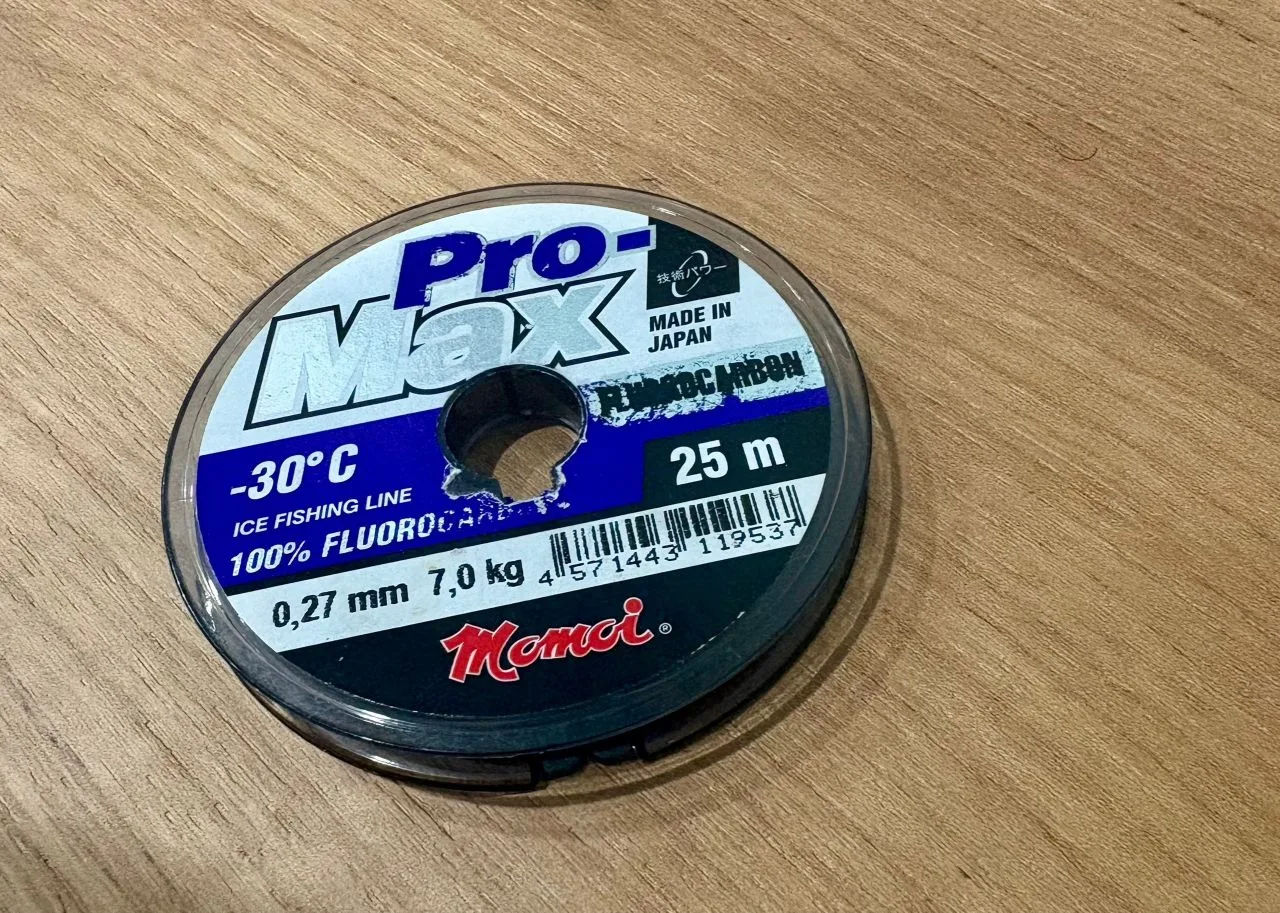 Pro-
Max
技術パワー
MADE IN
JAPAN
FLUOROCARBON
-30°C
25 m
ICE FISHING LINE
100% FLUOROCARBON
0,27 mm 7,0 kg
4 571443 119537
Momoi ®